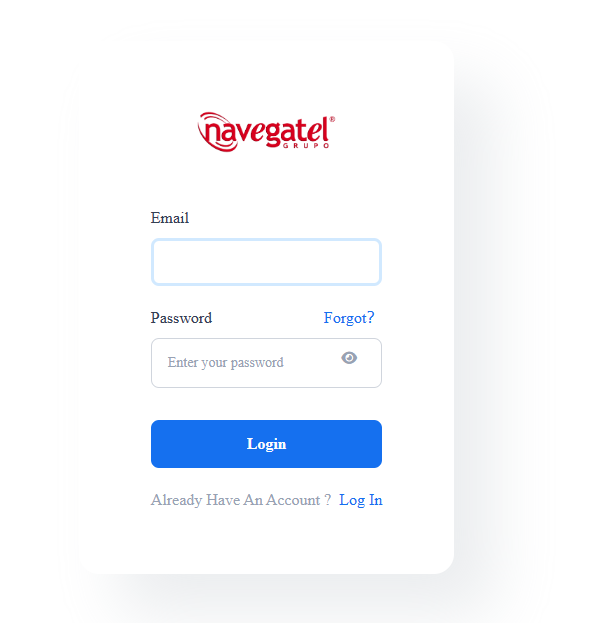 navegatel®
GRUPO
Email
Password Forgot?
Enter your password
Login
Already Have An Account ? Log In